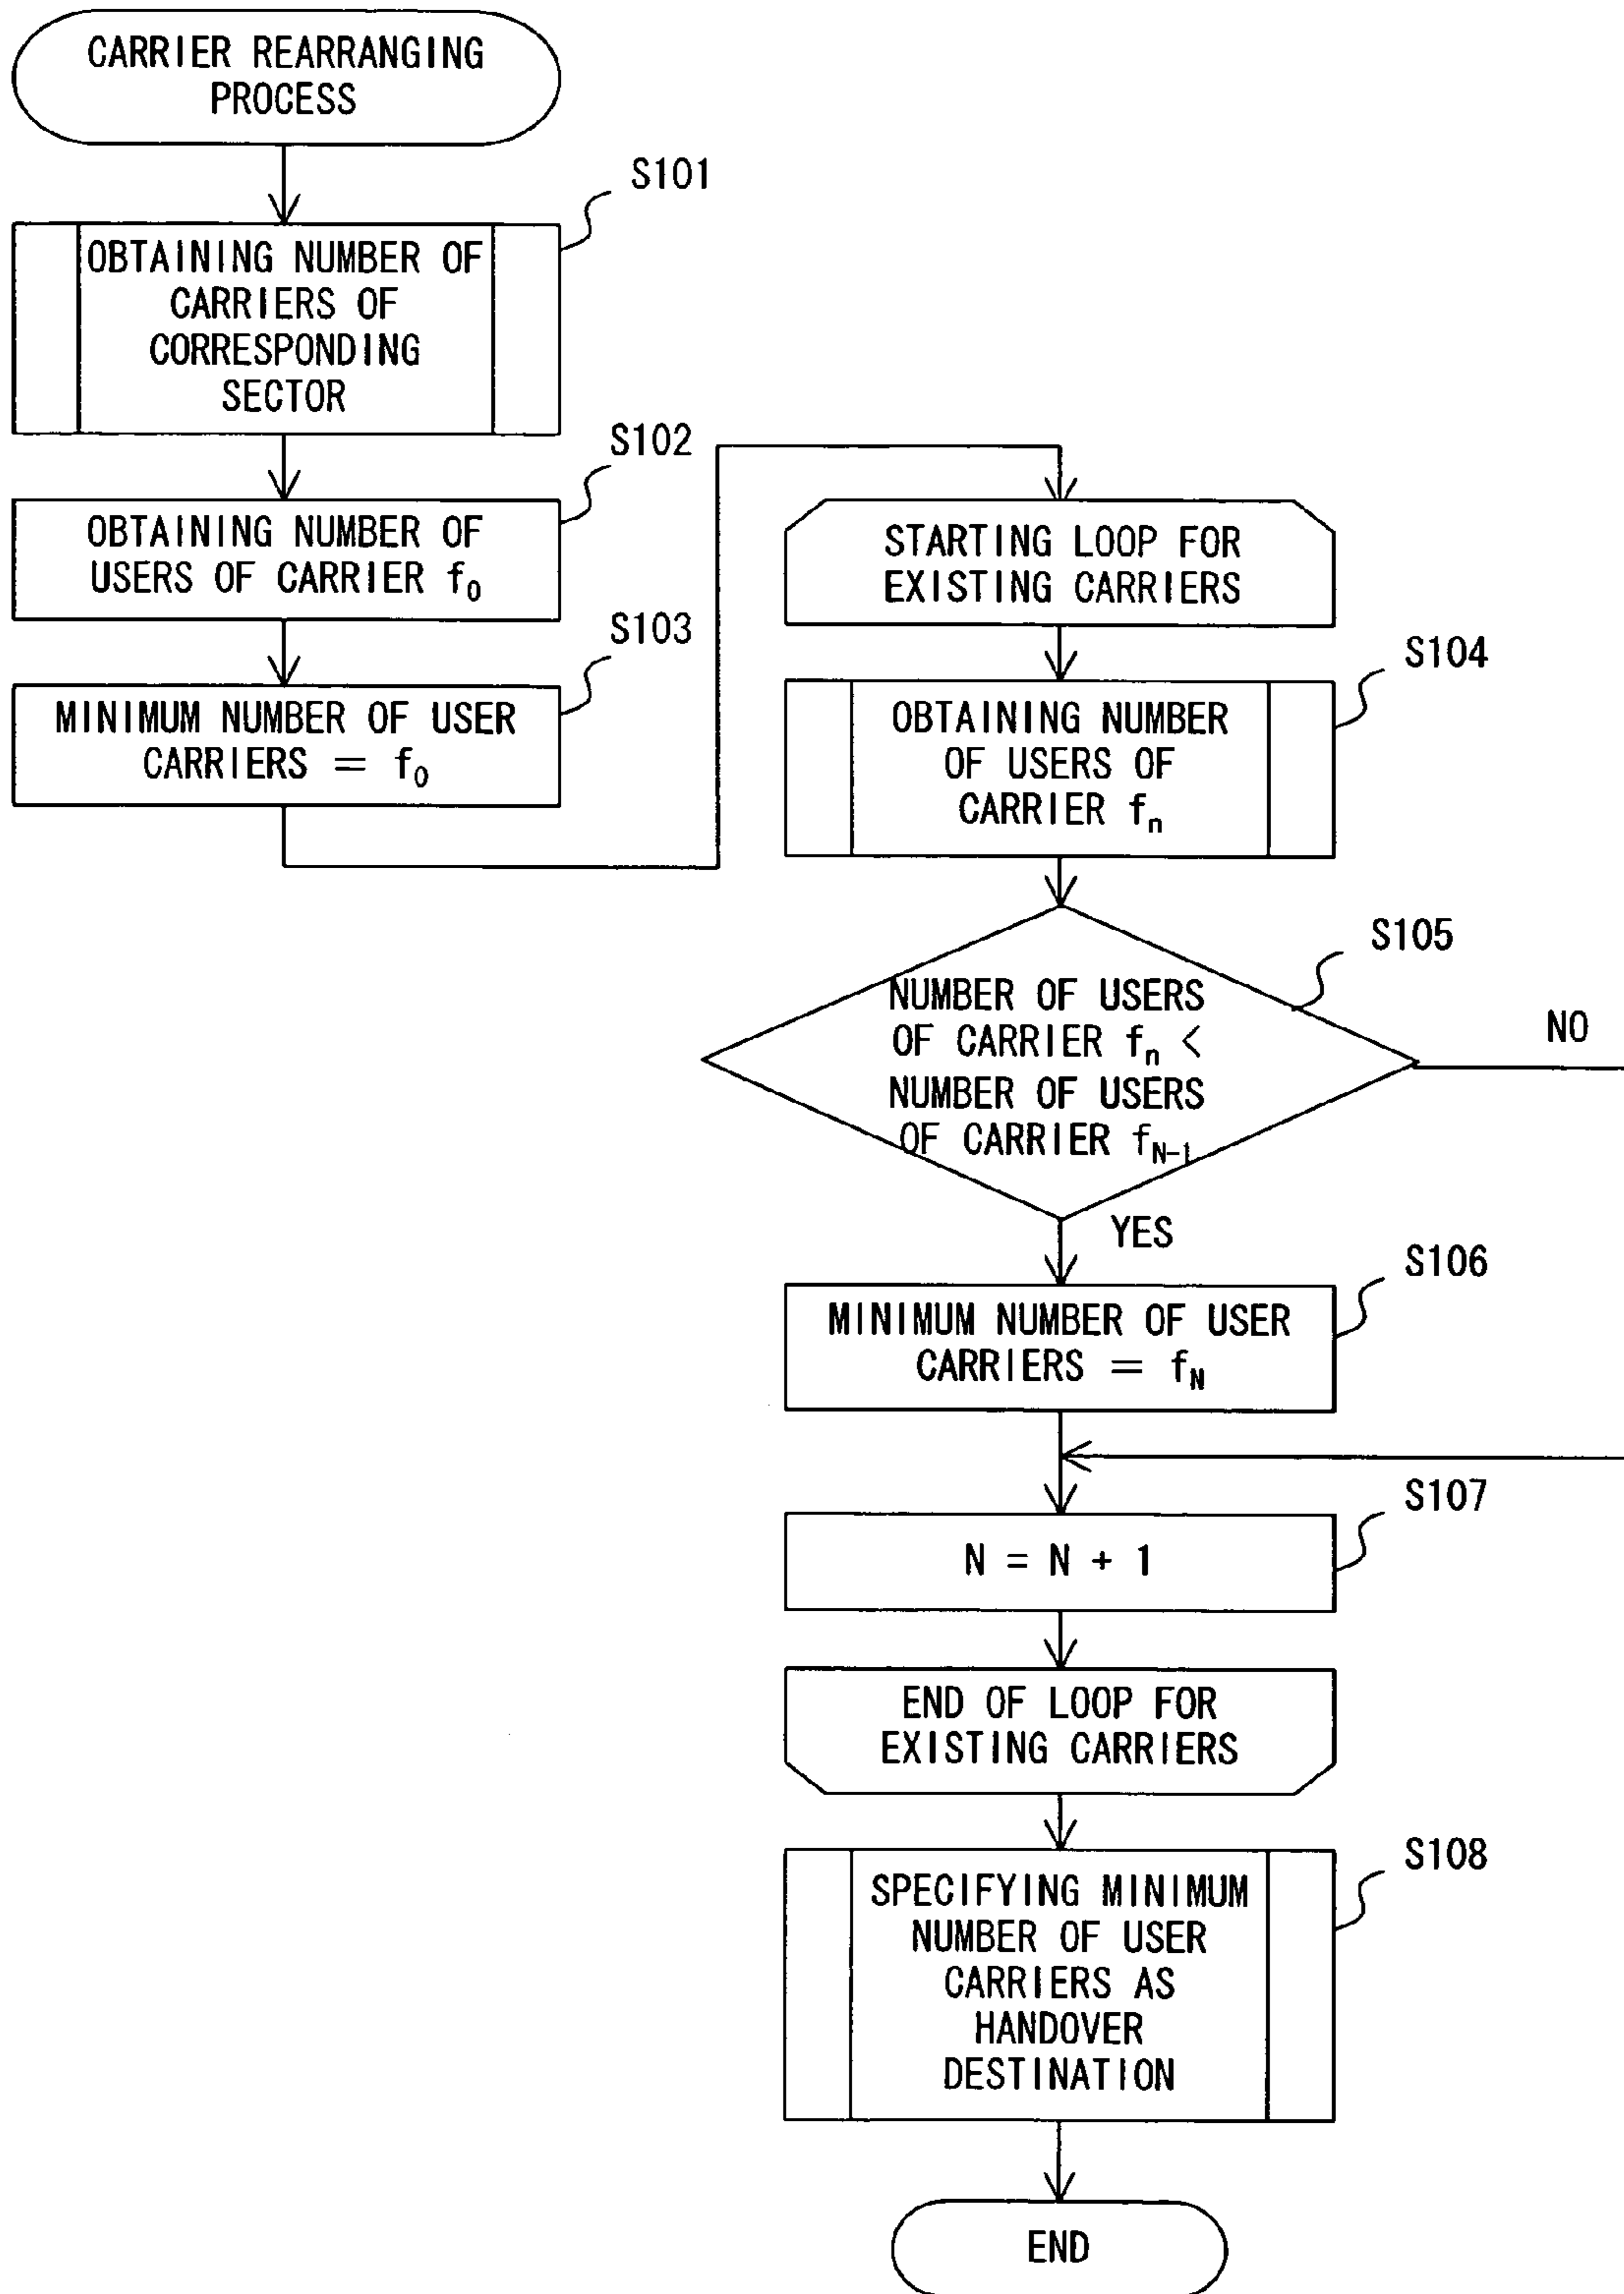 CARRIER REARRANGING
PROCESS
S101
OBTAINING NUMBER OF
CARRIERS OF
CORRESPONDING
SECTOR
S102
OBTAINING NUMBER OF
USERS OF CARRIER f₀
S103
MINIMUM NUMBER OF USER
CARRIERS = f₀
STARTING LOOP FOR
EXISTING CARRIERS
S104
OBTAINING NUMBER
OF USERS OF
CARRIER fₙ
S105
NUMBER OF USERS
OF CARRIER fₙ <
NUMBER OF USERS
OF CARRIER f_{N-1}
NO
YES
S106
MINIMUM NUMBER OF USER
CARRIERS = f_N
S107
N = N + 1
END OF LOOP FOR
EXISTING CARRIERS
S108
SPECIFYING MINIMUM
NUMBER OF USER
CARRIERS AS
HANDOVER
DESTINATION
END